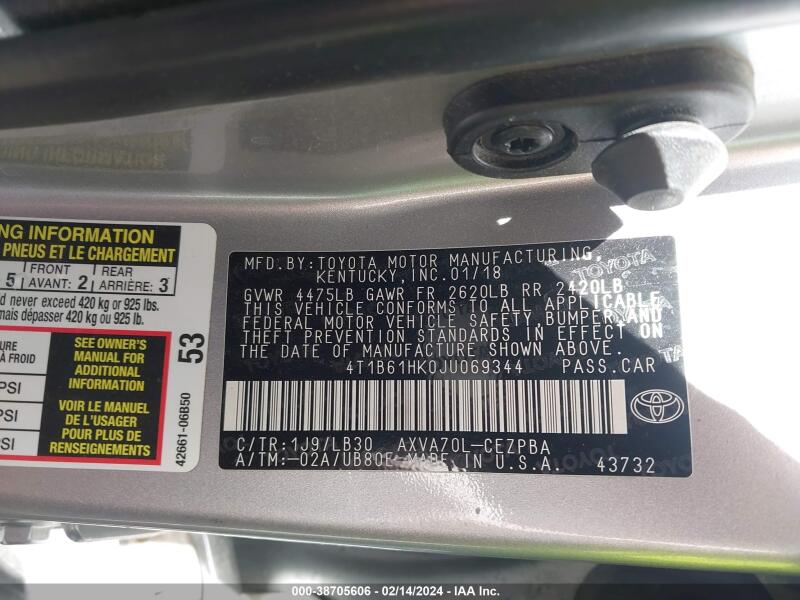 NG INFORMATION
PNEUS ET LE CHARGEMENT
5 FRONT AVANT: 2 REAR ARRIÈRE: 3
d never exceed 420 kg or 925 lbs.
mais dépasser 420 kg ou 925 lb.
URE
À FROID
PSI
PSI
SEE OWNER'S
MANUAL FOR
ADDITIONAL
INFORMATION
VOIR LE MANUEL
DE L'USAGER
POUR PLUS DE
RENSEIGNEMENTS
53
42661-06B50
MFD.BY:TOYOTA MOTOR MANUFACTURING,
KENTUCKY,INC.01/18
GVWR 4475LB GAWR FR 2620LB RR 2420LB
THIS VEHICLE CONFORMS TO ALL APPLICABLE
FEDERAL MOTOR VEHICLE SAFETY, BUMPER,AND
THEFT PREVENTION STANDARDS IN EFFECT ON
THE DATE OF MANUFACTURE SHOWN ABOVE.
4T1B61HK0JU069344 PASS.CAR
C/TR:1J9/LB30 AXVA70L-CEZPBA
A/TM:-02A/UB80E MADE IN U.S.A. 43732
TOYOTA
000-38705606 - 02/14/2024 - IAA Inc.